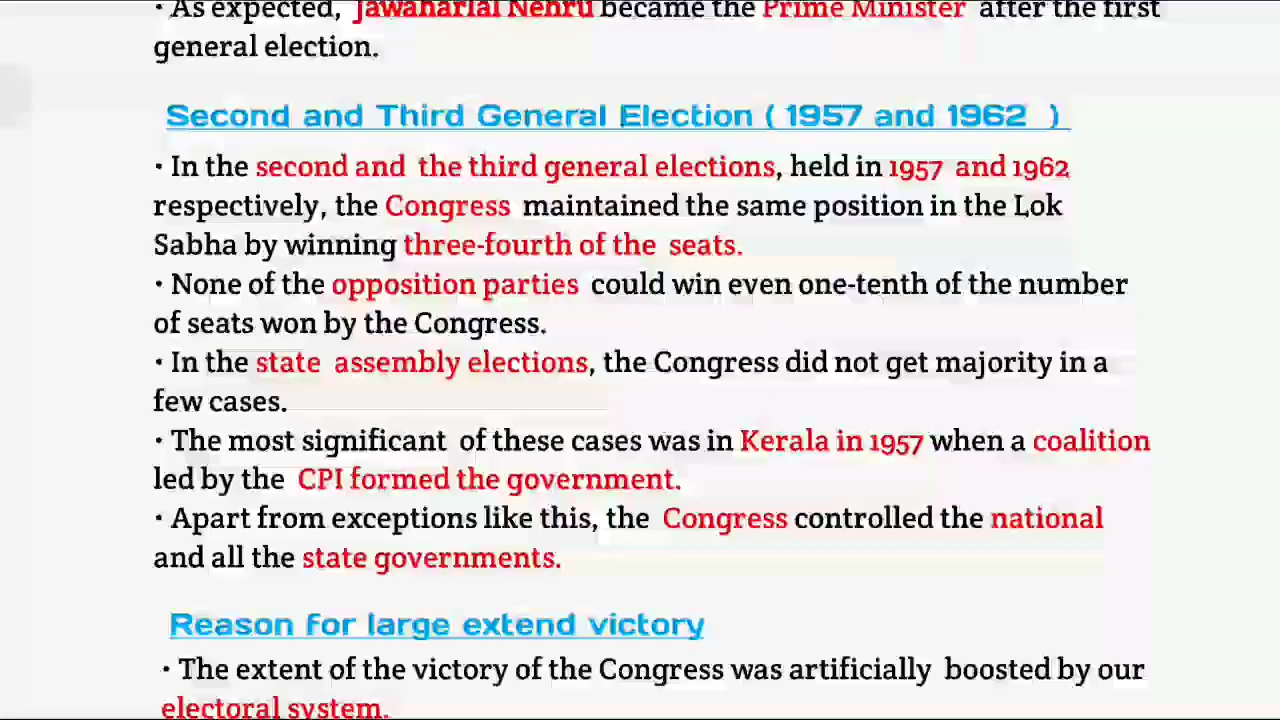 · As expected, Jawaharlal Nehru became the Prime Minister after the first
general election.
Second and Third General Election ( 1957 and 1962 )
· In the second and the third general elections, held in 1957 and 1962
respectively, the Congress maintained the same position in the Lok
Sabha by winning three-fourth of the seats.
· None of the opposition parties could win even one-tenth of the number
of seats won by the Congress.
· In the state assembly elections, the Congress did not get majority in a
few cases.
· The most significant of these cases was in Kerala in 1957 when a coalition
led by the CPI formed the government.
· Apart from exceptions like this, the Congress controlled the national
and all the state governments.
Reason for large extend victory
· The extent of the victory of the Congress was artificially boosted by our
electoral system.